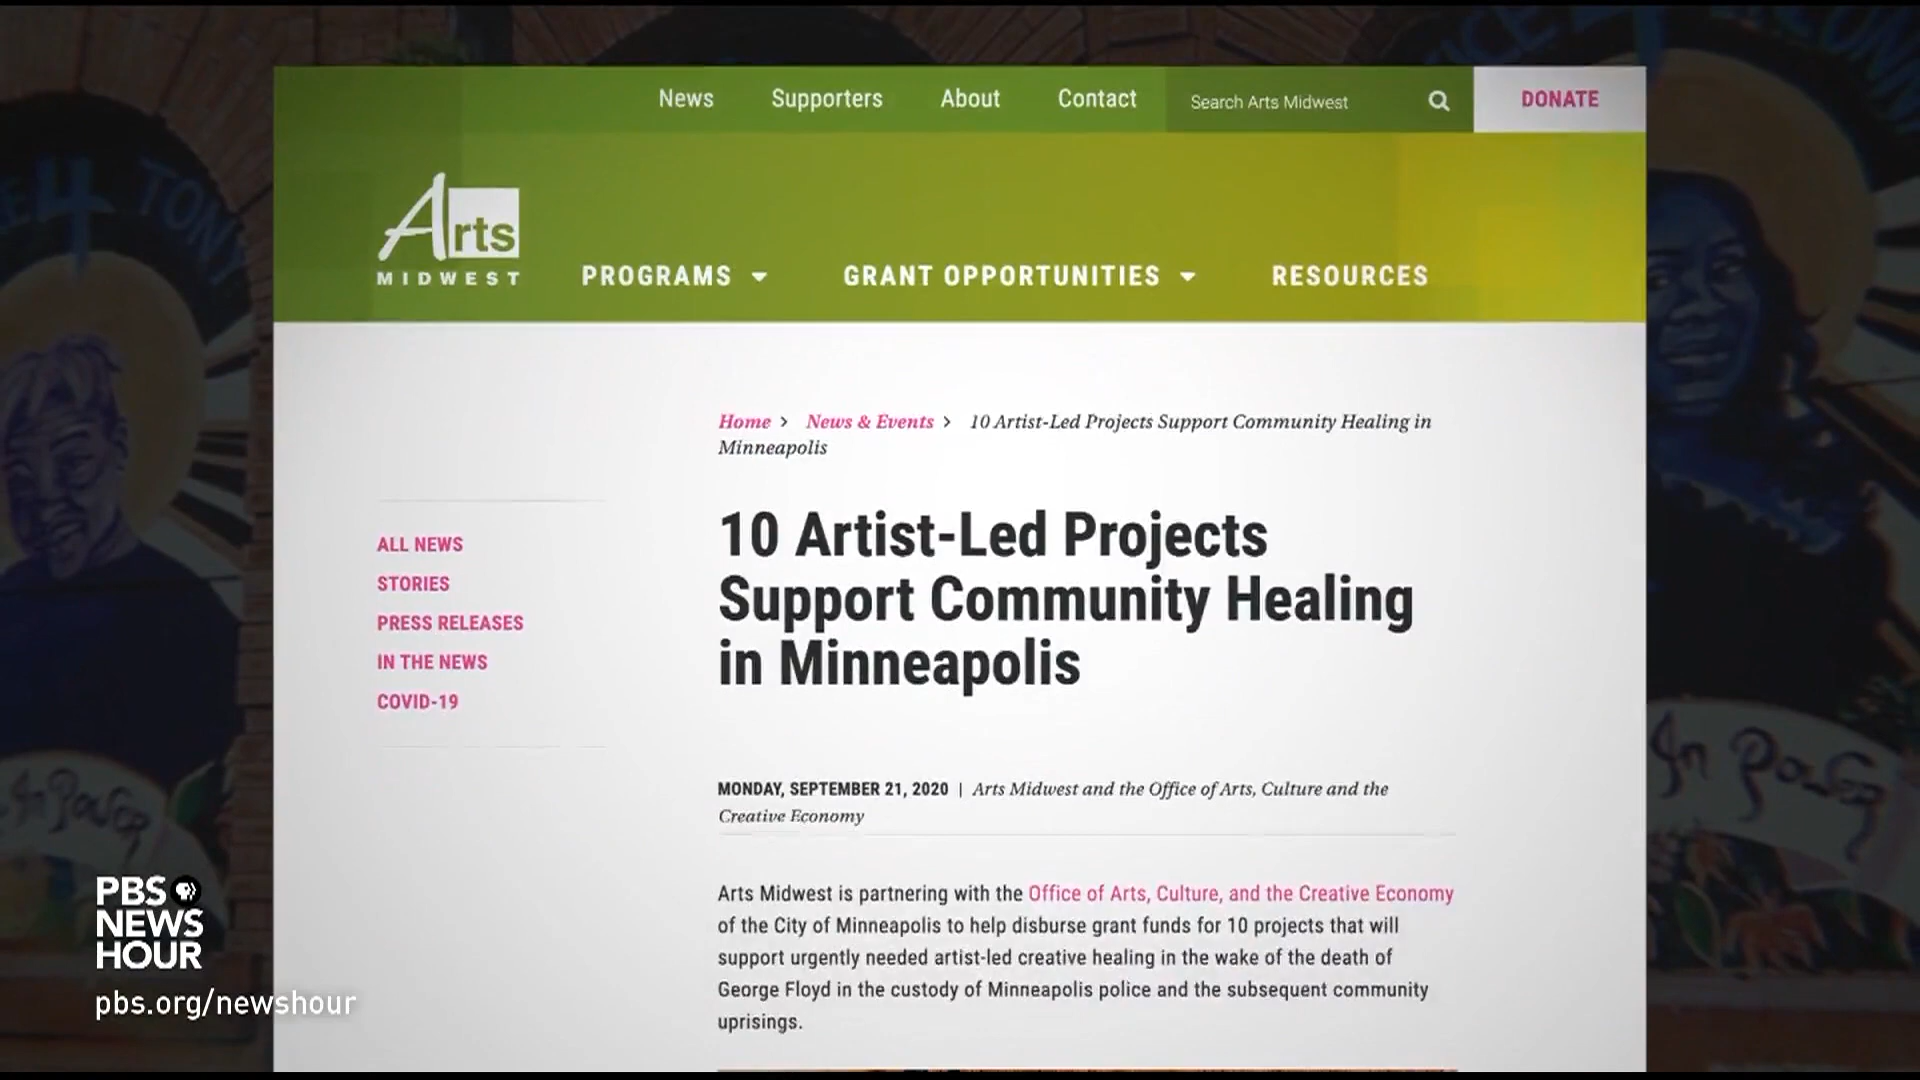 News Supporters About Contact Search Arts Midwest DONATE
Arts
MIDWEST
PROGRAMS GRANT OPPORTUNITIES RESOURCES
Home > News & Events > 10 Artist-Led Projects Support Community Healing in
Minneapolis
10 Artist-Led Projects
Support Community Healing
in Minneapolis
ALL NEWS
STORIES
PRESS RELEASES
IN THE NEWS
COVID-19
MONDAY, SEPTEMBER 21, 2020 | Arts Midwest and the Office of Arts, Culture and the
Creative Economy
Arts Midwest is partnering with the Office of Arts, Culture, and the Creative Economy
of the City of Minneapolis to help disburse grant funds for 10 projects that will
support urgently needed artist-led creative healing in the wake of the death of
George Floyd in the custody of Minneapolis police and the subsequent community
uprisings.
4 TONY
In Power
In Power
PBS
NEWS
HOUR
pbs.org/newshour